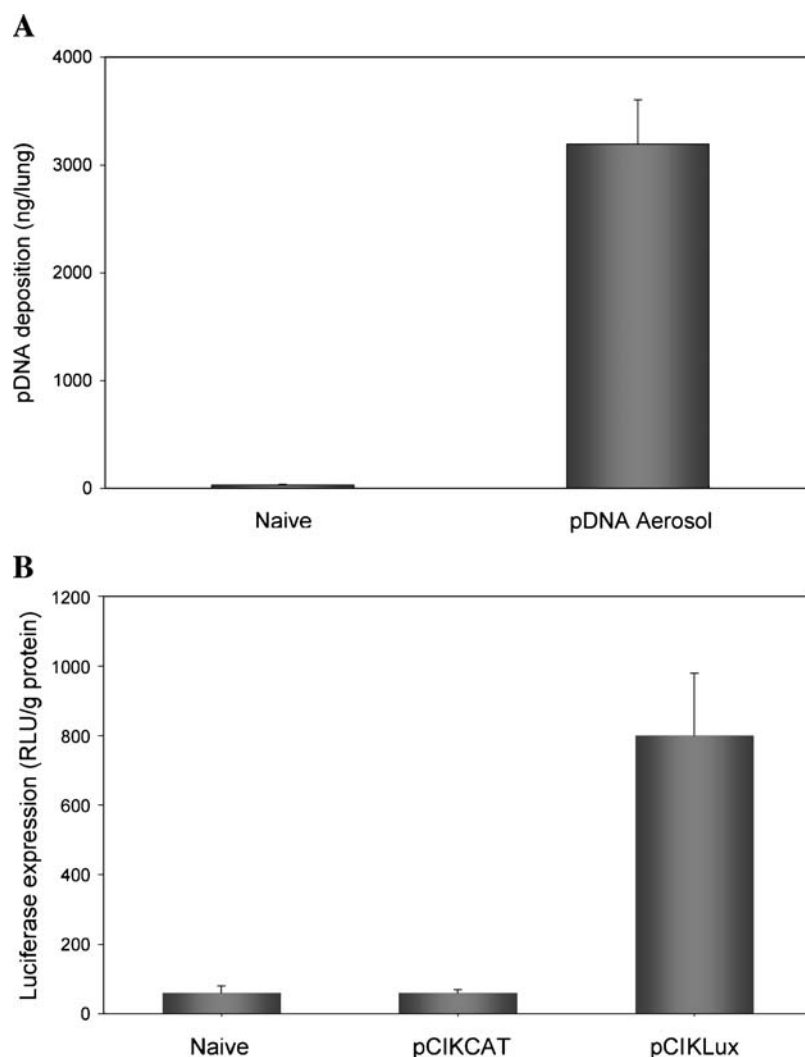 A
pDNA deposition (ng/lung)
4000
3000
2000
1000
0
Naive
pDNA Aerosol
B
Luciferase expression (RLU/g protein)
1200
1000
800
600
400
200
0
Naive
pCIKCAT
pCIKLux